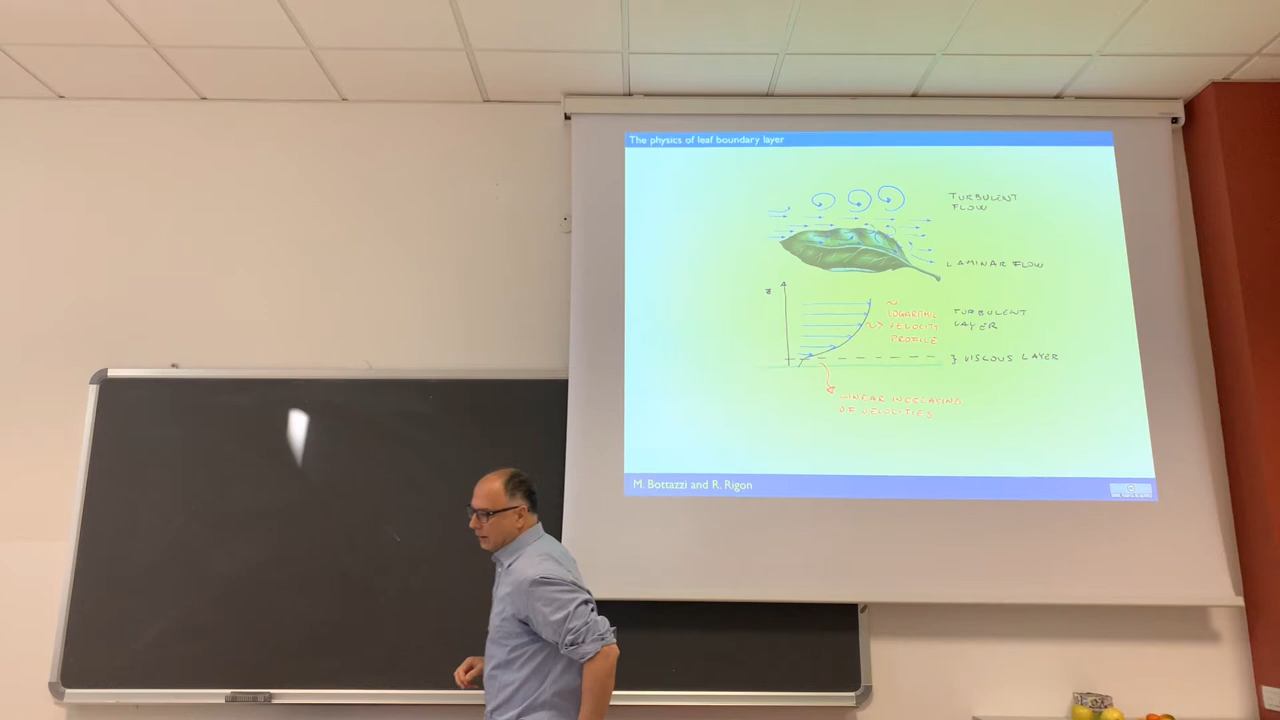 The physics of leaf boundary layer
TURBULENT
FLOW
LAMINAR FLOW
z
~
LOGARITHMIC
VELOCITY
PROFILE
TURBULENT
LAYER
} VISCOUS LAYER
LINEAR INCREASING
OF VELOCITIES
M. Bottazzi and R. Rigon